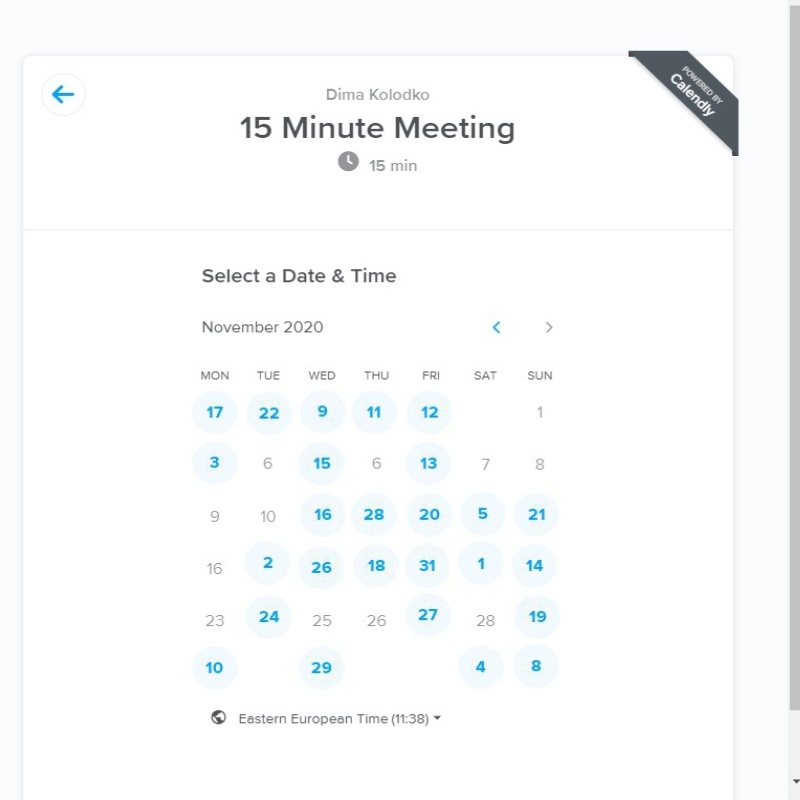 Dima Kolodko
15 Minute Meeting
15 min
POWERED BY
Calendly
Select a Date & Time
November 2020
MON TUE WED THU FRI SAT SUN
17 22 9 11 12 1
3 6 15 6 13 7 8
9 10 16 28 20 5 21
16 2 26 18 31 1 14
23 24 25 26 27 28 19
10 29 4 8
Eastern European Time (11:38)